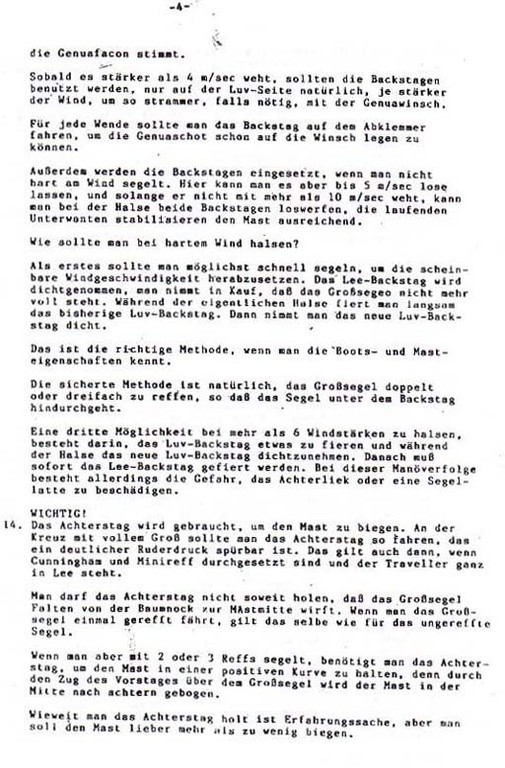 -4-
die Genuafacon stimmt.
Sobald es stärker als 4 m/sec weht, sollten die Backstagen
benutzt werden, nur auf der Luv-Seite natürlich, je stärker
der Wind, um so strammer, falls nötig, mit der Genuawinsch.
Für jede Wende sollte man das Backstag auf dem Abklemmer
fahren, um die Genuaschot schon auf die Winsch legen zu
können.
Außerdem werden die Backstagen eingesetzt, wenn man nicht
hart am Wind segelt. Hier kann man es aber bis 5 m/sec lose
lassen, und solange er nicht mit mehr als 10 m/sec weht, kann
man bei der Halse beide Backstagen loswerfen, die laufenden
Unterwanten stabilisieren den Mast ausreichend.
Wie sollte man bei hartem Wind halsen?
Als erstes sollte man möglichst schnell segeln, um die schein-
bare Windgeschwindigkeit herabzusetzen. Das Lee-Backstag wird
dichtgenommen, man nimmt in Kauf, daß das Großsegel nicht mehr
voll steht. Während der eigentlichen Halse fiert man langsam
das bisherige Luv-Backstag. Dann nimmt man das neue Luv-Back-
stag dicht.
Das ist die richtige Methode, wenn man die Boots- und Mast-
eigenschaften kennt.
Die sicherte Methode ist natürlich, das Großsegel doppelt
oder dreifach zu reffen, so daß das Segel unter dem Backstag
hindurchgeht.
Eine dritte Möglichkeit bei mehr als 6 Windstärken zu halsen,
besteht darin, das Luv-Backstag etwas zu fieren und während
der Halse das neue Luv-Backstag dichtzunehmen. Danach muß
sofort das Lee-Backstag gefiert werden. Bei dieser Manöverfolge
besteht allerdings die Gefahr, das Achterliek oder eine Segel-
latte zu beschädigen.
WICHTIG!
14. Das Achterstag wird gebraucht, um den Mast zu biegen. An der
Kreuz mit vollem Groß sollte man das Achterstag so fahren, das
ein deutlicher Ruderdruck spürbar ist. Das gilt auch dann, wenn
Cunningham und Minireff durchgesetzt sind und der Traveller ganz
in Lee steht.
Man darf das Achterstag nicht soweit holen, daß das Großsegel
Falten von der Baumnock zur Mastmitte wirft. Wenn man das Groß-
segel einmal gerefft fährt, gilt das selbe wie für das ungereffte
Segel.
Wenn man aber mit 2 oder 3 Reffs segelt, benötigt man das Achter-
stag, um den Mast in einer positiven Kurve zu halten, denn durch
den Zug des Vorstages über dem Großsegel wird der Mast in der
Mitte nach achtern gebogen.
Wieweit man das Achterstag holt ist Erfahrungssache, aber man
soll den Mast lieber mehr als zu wenig biegen.